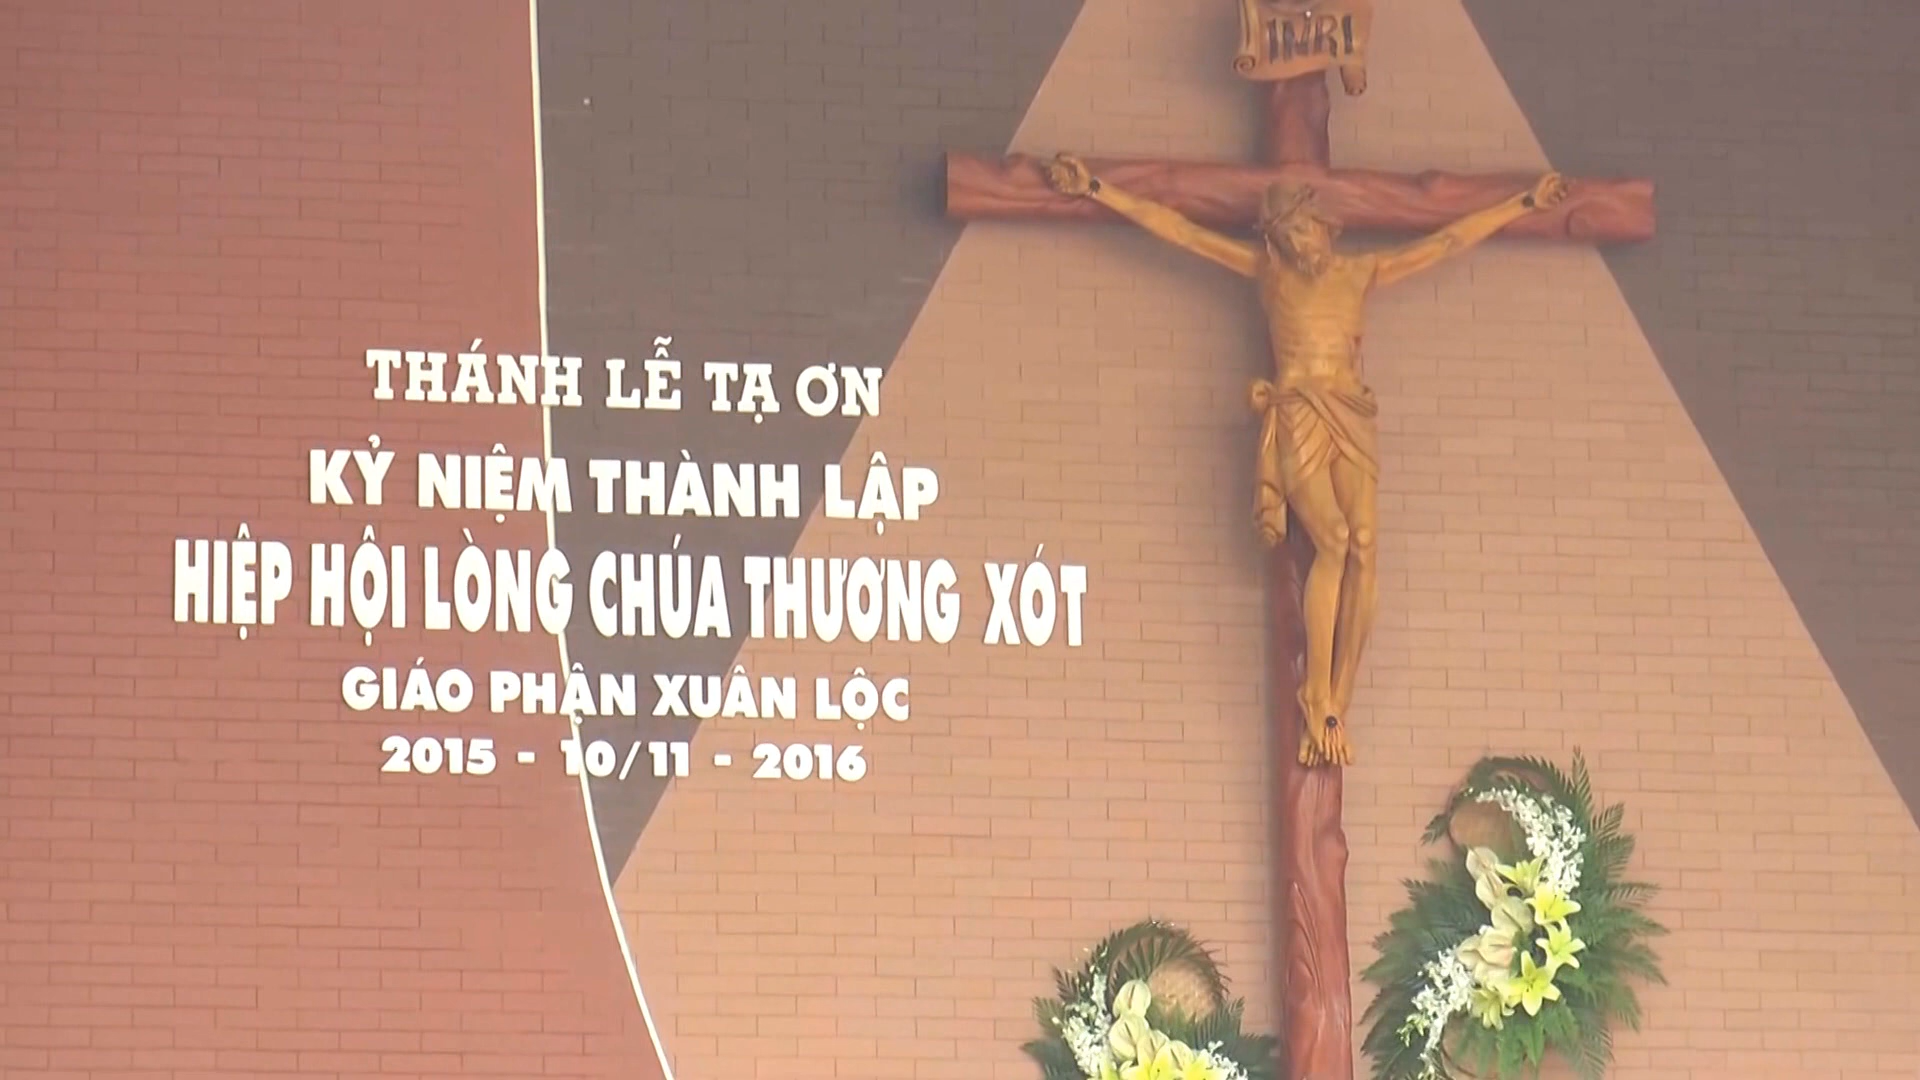 INRI
THÁNH LỄ TẠ ƠN
KỶ NIỆM THÀNH LẬP
HIỆP HỘI LÒNG CHÚA THƯƠNG XÓT
GIÁO PHẬN XUÂN LỘC
2015 - 10/11 - 2016